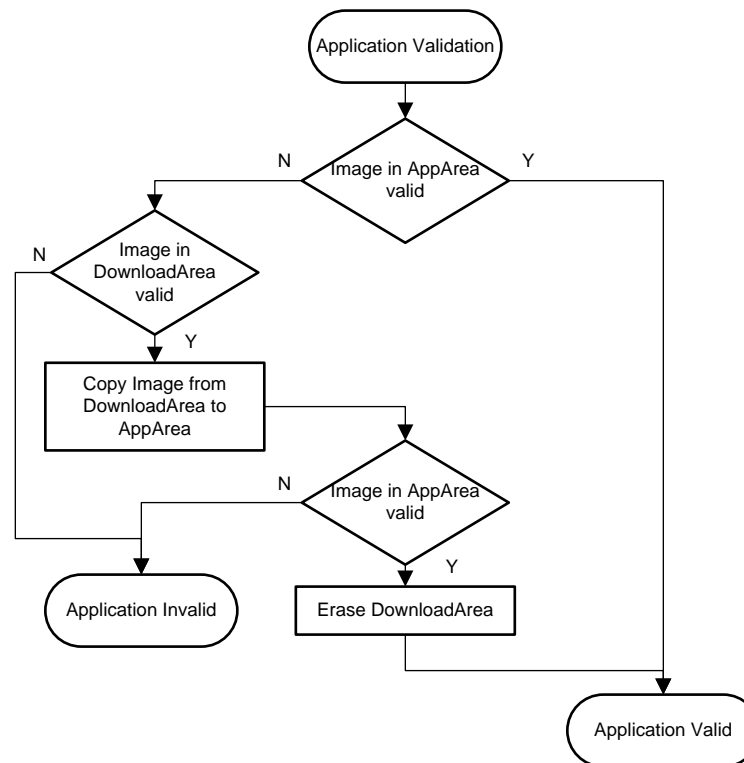 Application Validation
N
Y
Image in AppArea
valid
N
Image in
DownloadArea
valid
Y
Copy Image from
DownloadArea to
AppArea
N
Image in AppArea
valid
Y
Application Invalid
Erase DownloadArea
Application Valid